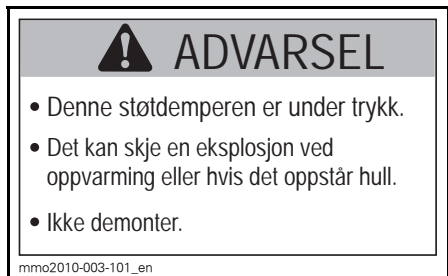 ADVARSEL
• Denne støtdemperen er under trykk.
• Det kan skje en eksplosjon ved
oppvarming eller hvis det oppstår hull.
• Ikke demonter.
mmo2010-003-101_en